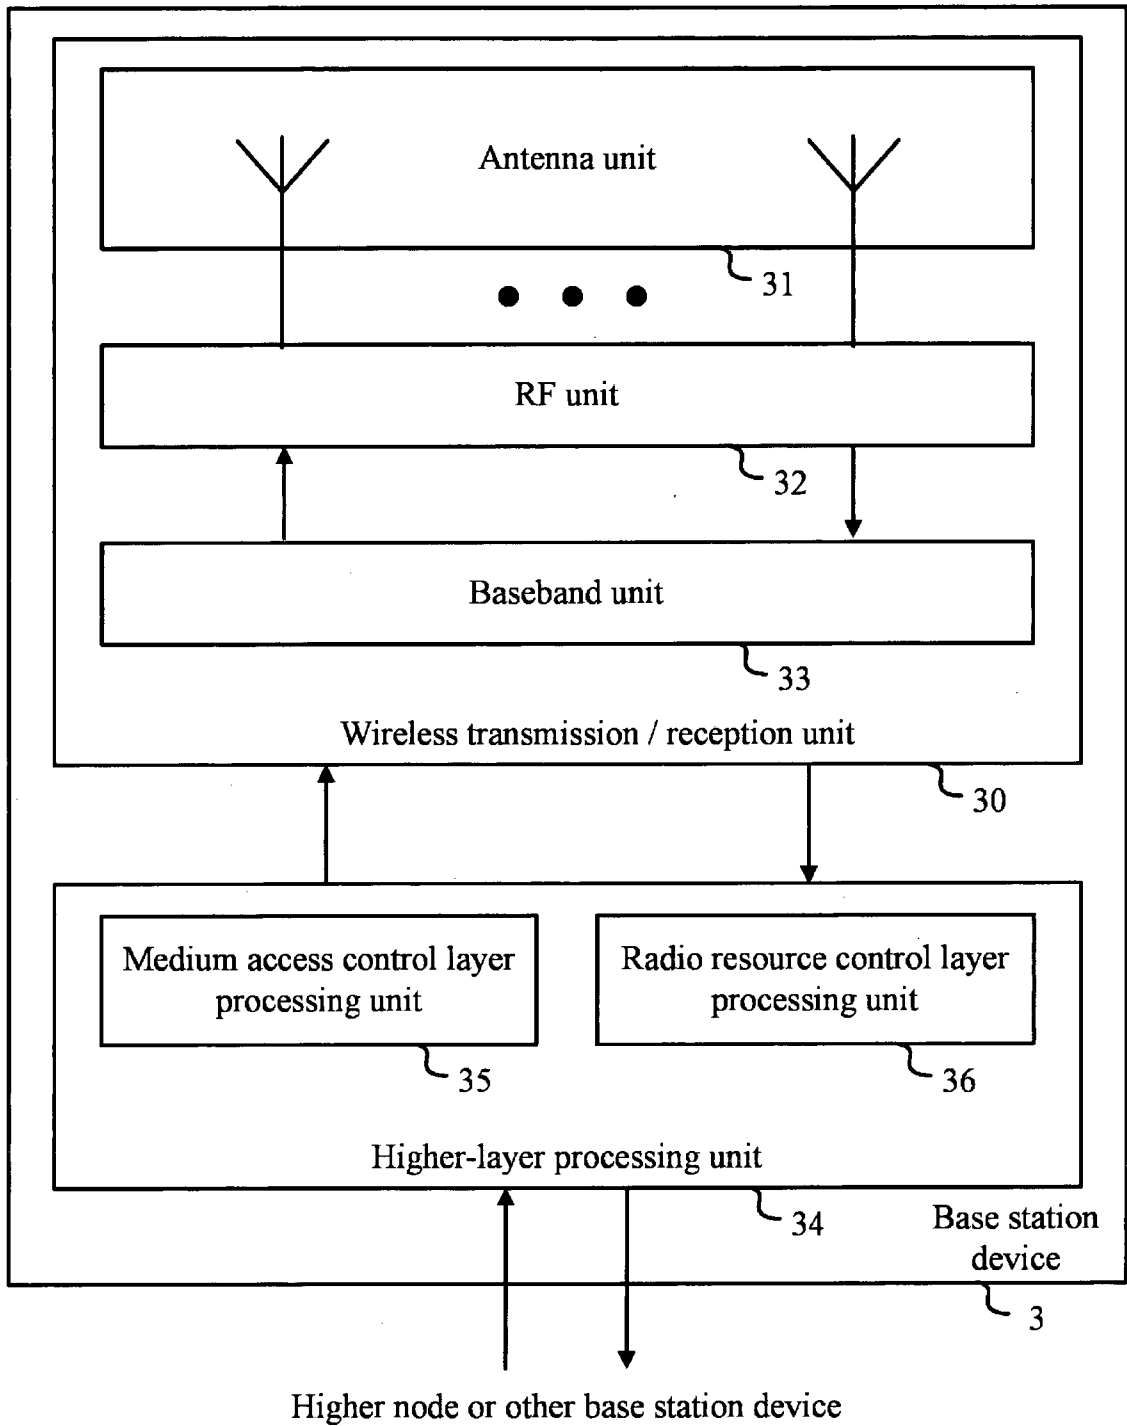 Antenna unit
31
RF unit
32
Baseband unit
33
Wireless transmission / reception unit
30
Medium access control layer
processing unit
35
Radio resource control layer
processing unit
36
Higher-layer processing unit
34
Base station
device
3
Higher node or other base station device